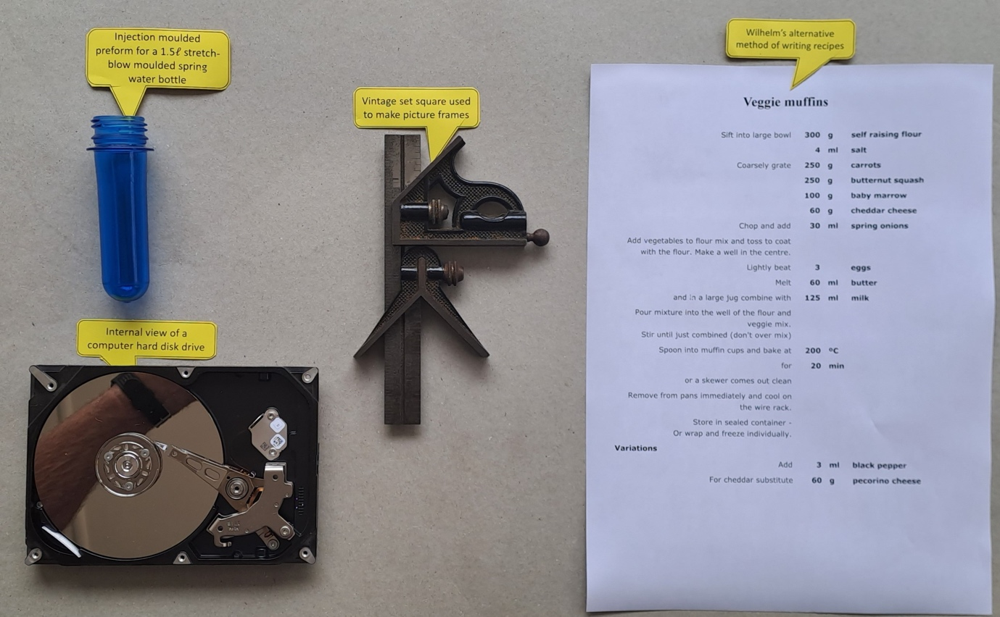 Injection moulded
preform for a 1.5ℓ stretch-
blow moulded spring
water bottle
Internal view of a
computer hard disk drive
Vintage set square used
to make picture frames
Wilhelm's alternative
method of writing recipes
Veggie muffins
Sift into large bowl 300 g self raising flour
4 ml salt
Coarsely grate 250 g carrots
250 g butternut squash
100 g baby marrow
60 g cheddar cheese
Chop and add 30 ml spring onions
Add vegetables to flour mix and toss to coat
with the flour. Make a well in the centre.
Lightly beat 3 eggs
Melt 60 ml butter
and in a large jug combine with 125 ml milk
Pour mixture into the well of the flour and
veggie mix.
Stir until just combined (don't over mix)
Spoon into muffin cups and bake at 200 ºC
for 20 min
or a skewer comes out clean
Remove from pans immediately and cool on
the wire rack.
Store in sealed container -
Or wrap and freeze individually.
Variations
Add 3 ml black pepper
For cheddar substitute 60 g pecorino cheese